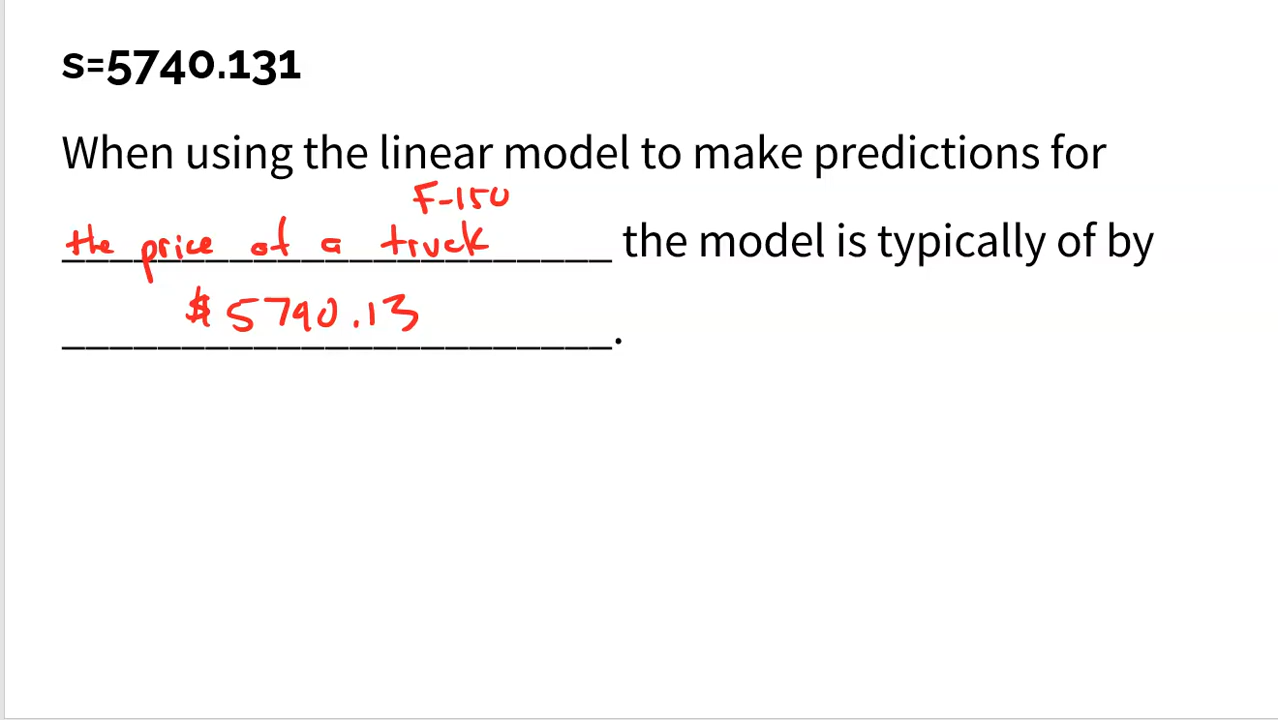 s=5740.131
When using the linear model to make predictions for
F-150
the price of a truck the model is typically of by
$5740.13
.